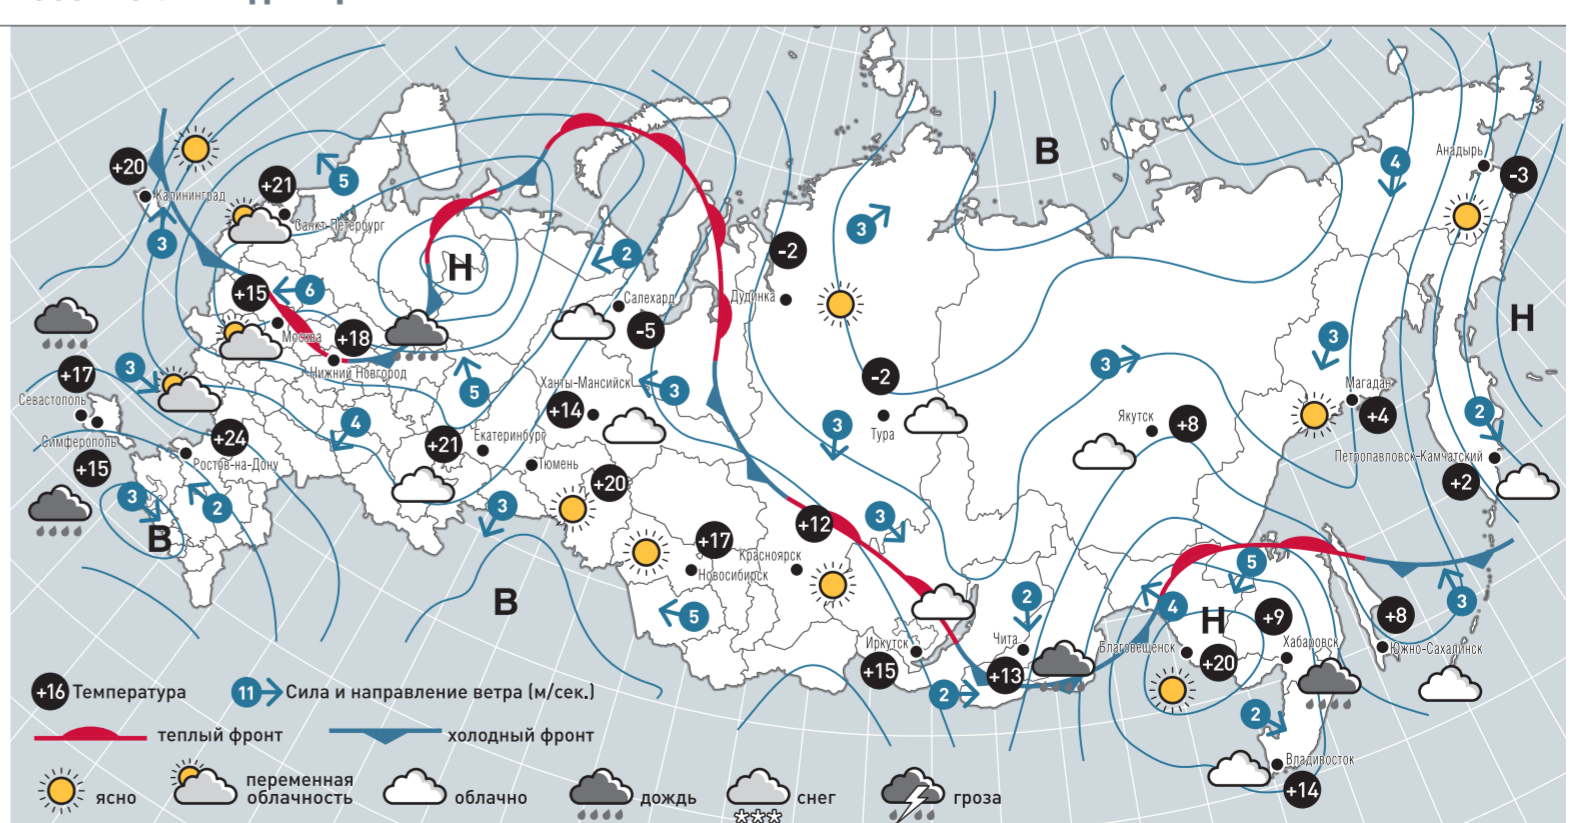 +20
Калининград
+21
Санкт-Петербург
5
3
+15
6
Москва
+18
Нижний Новгород
Н
2
Салехард
-5
-2
Дудинка
3
В
4
Анадырь
-3
Н
+17
Севастополь
3
Симферополь
+15
+24
Ростов-на-Дону
4
5
+21
Екатеринбург
Ханты-Мансийск
+14
3
Тюмень
+20
3
2
В
3
В
-2
Тура
3
3
Якутск
+8
3
Магадан
+4
2
Петропавловск-Камчатский
+2
+12
3
+17
Новосибирск
Красноярск
5
Иркутск
+15
2
Чита
+13
2
Благовещенск
4
5
Н
+20
+9
Хабаровск
+8
Южно-Сахалинск
3
2
Владивосток
+14
+16 Температура
11 Сила и направление ветра (м/сек.)
теплый фронт
холодный фронт
ясно
переменная
облачность
облачно
дождь
снег
гроза